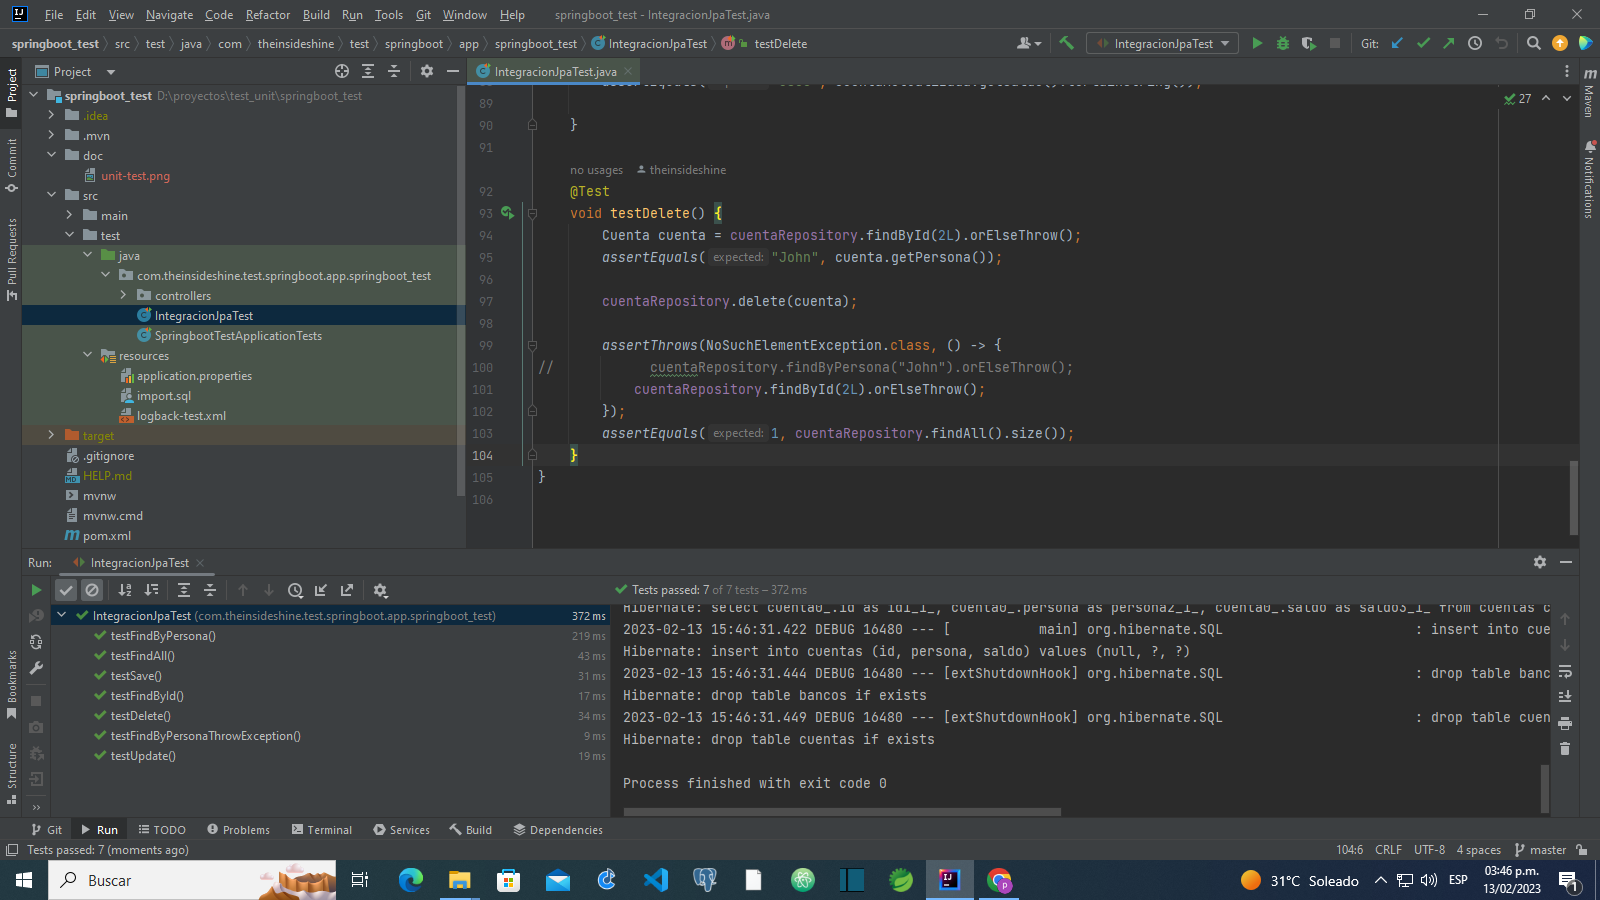 File Edit View Navigate Code Refactor Build Run Tools Git Window Help springboot_test - IntegracionJpaTest.java
springboot_test src test java com theinsideshine test springboot app springboot_test IntegracionJpaTest testDelete IntegracionJpaTest Git:
Project
IntegracionJpaTest.java
springboot_test D:\proyectos\test_unit\springboot_test
.idea
.mvn
doc
unit-test.png
src
main
test
java
com.theinsideshine.test.springboot.app.springboot_test
controllers
IntegracionJpaTest
SpringbootTestApplicationTests
resources
application.properties
import.sql
logback-test.xml
target
.gitignore
HELP.md
mvnw
mvnw.cmd
pom.xml
Project
Commit
Pull Requests
Bookmarks
Structure
27
89
90 }
91
no usages theinsideshine
92 @Test
93 void testDelete() {
94 Cuenta cuenta = cuentaRepository.findById(2L).orElseThrow();
95 assertEquals( expected: "John", cuenta.getPersona());
96
97 cuentaRepository.delete(cuenta);
98
99 assertThrows(NoSuchElementException.class, () -> {
100 // cuentaRepository.findByPersona("John").orElseThrow();
101 cuentaRepository.findById(2L).orElseThrow();
102 });
103 assertEquals( expected: 1, cuentaRepository.findAll().size());
104 }
105 }
106
Maven
Notifications
Run: IntegracionJpaTest
Tests passed: 7 of 7 tests – 372 ms
IntegracionJpaTest (com.theinsideshine.test.springboot.app.springboot_test) 372 ms
testFindByPersona() 219 ms
testFindAll() 43 ms
testSave() 31 ms
testFindById() 17 ms
testDelete() 34 ms
testFindByPersonaThrowException() 9 ms
testUpdate() 19 ms
Hibernate: select cuenta0_.id as id1_1_, cuenta0_.persona as persona2_1_, cuenta0_.saldo as saldo3_1_ from cuentas c
2023-02-13 15:46:31.422 DEBUG 16480 --- [ main] org.hibernate.SQL : insert into cue
Hibernate: insert into cuentas (id, persona, saldo) values (null, ?, ?)
2023-02-13 15:46:31.444 DEBUG 16480 --- [extShutdownHook] org.hibernate.SQL : drop table banc
Hibernate: drop table bancos if exists
2023-02-13 15:46:31.449 DEBUG 16480 --- [extShutdownHook] org.hibernate.SQL : drop table cuen
Hibernate: drop table cuentas if exists
Process finished with exit code 0
Git Run TODO Problems Terminal Services Build Dependencies
Tests passed: 7 (moments ago) 104:6 CRLF UTF-8 4 spaces master
Buscar
31°C Soleado ESP
03:46 p.m.
13/02/2023
1